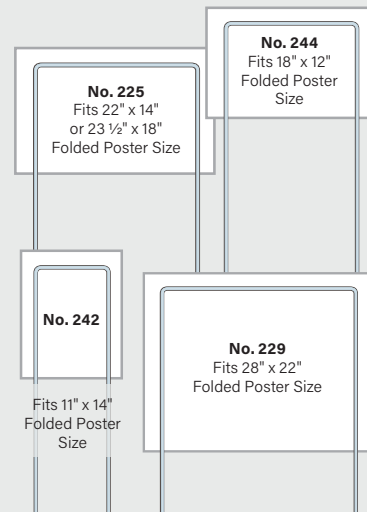 No. 225
Fits 22" x 14"
or 23 ½" x 18"
Folded Poster Size
No. 244
Fits 18" x 12"
Folded Poster
Size
No. 242
Fits 11" x 14"
Folded Poster
Size
No. 229
Fits 28" x 22"
Folded Poster Size